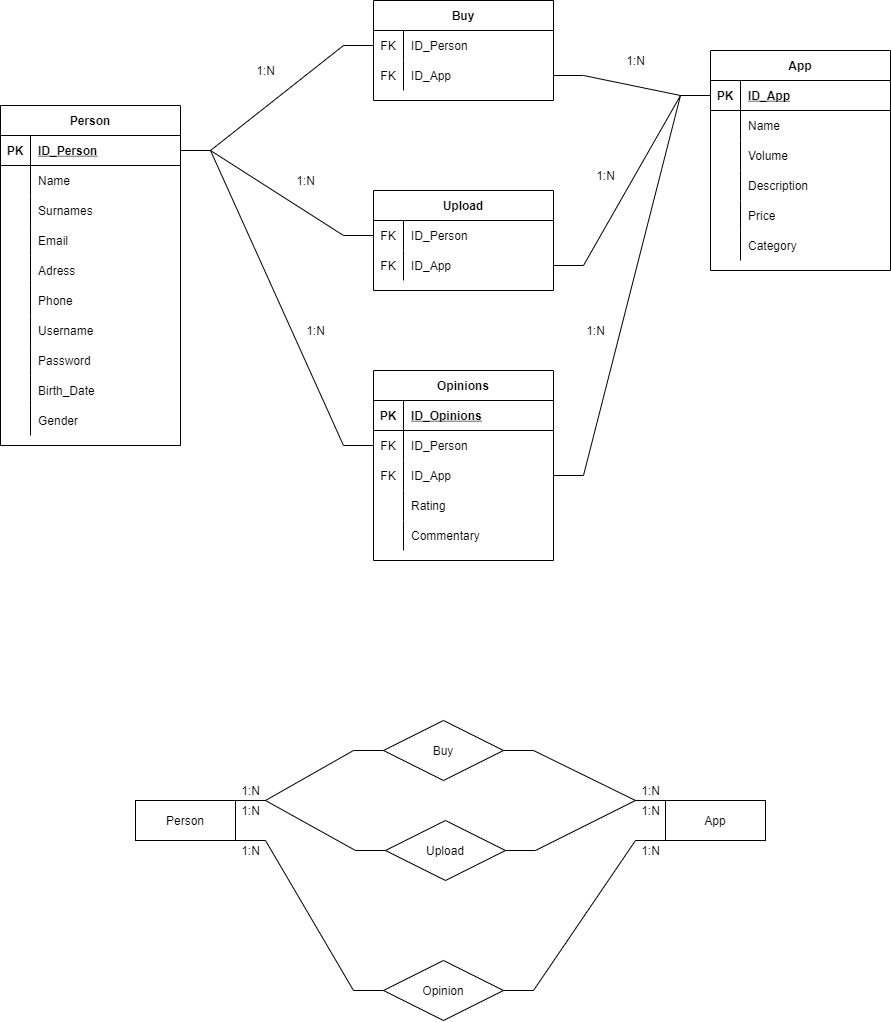 Buy
FK ID_Person
FK ID_App
1:N
1:N
App
PK ID_App
Name
Volume
Description
Price
Category
Person
PK ID_Person
Name
Surnames
Email
Adress
Phone
Username
Password
Birth_Date
Gender
1:N
1:N
Upload
FK ID_Person
FK ID_App
1:N
1:N
Opinions
PK ID_Opinions
FK ID_Person
FK ID_App
Rating
Commentary
Buy
1:N
1:N
1:N
1:N
Person
Upload
App
1:N
1:N
Opinion